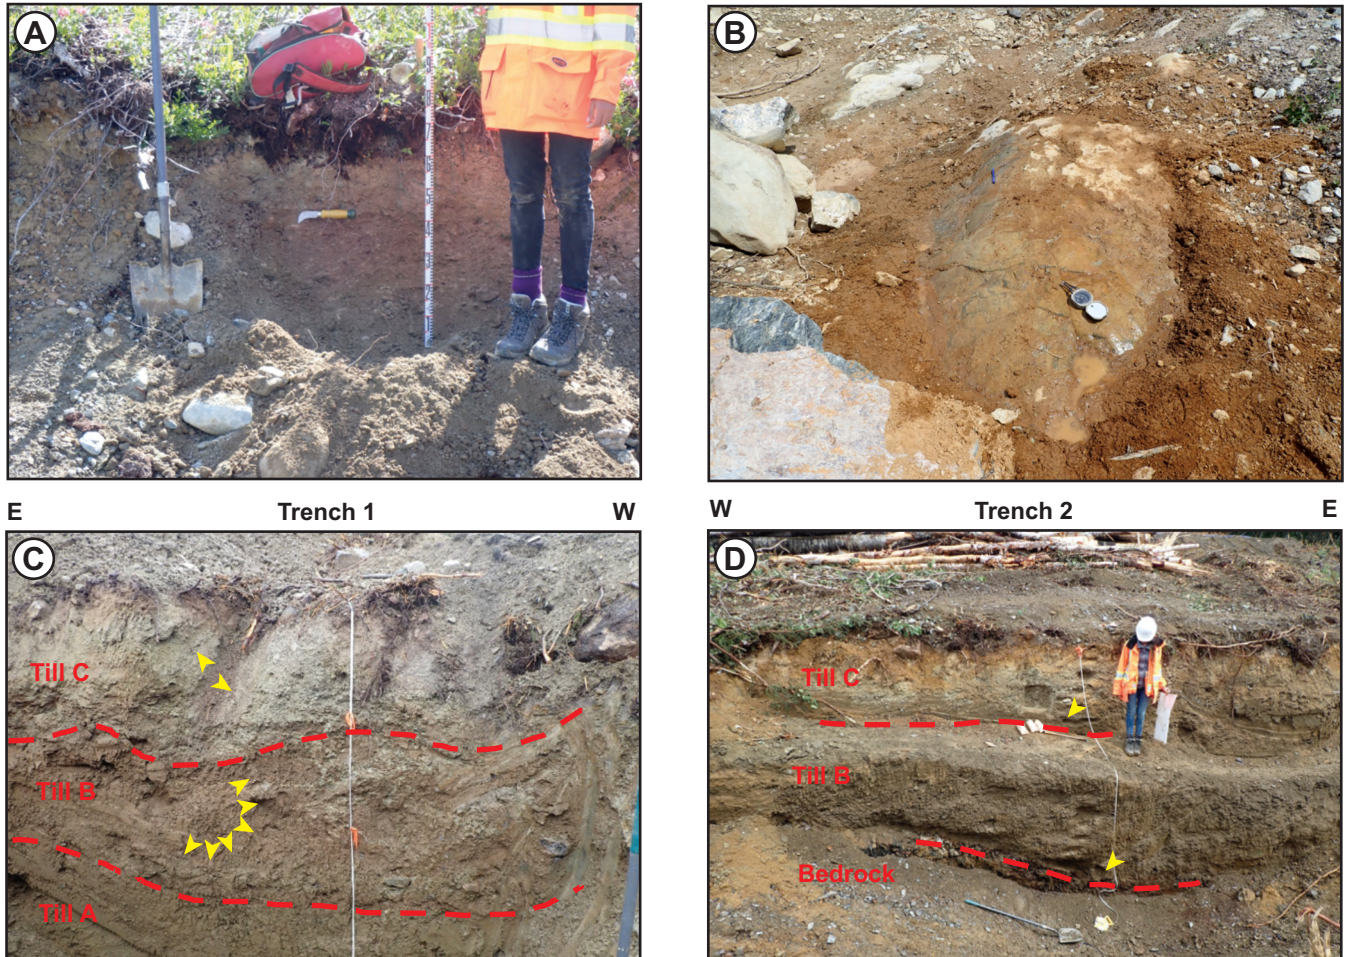 A
B
E Trench 1 W
W Trench 2 E
C
Till C
Till B
Till A
D
Till C
Till B
Bedrock